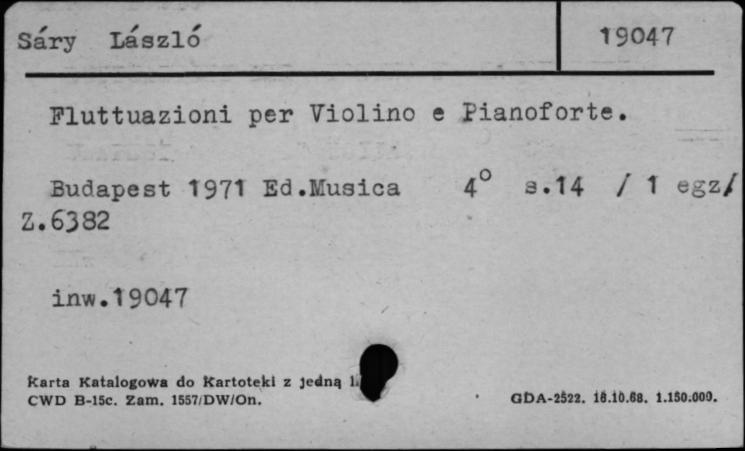 Sáry László 19047
Fluttuazioni per Violino e Pianoforte.
Budapest 1971 Ed.Musica 4° s.14 / 1 egz/
Z.6382
inw.19047
Karta Katalogowa do Kartoteki z jedną
CWD B-15c. Zam. 1557/DW/On. GDA-2522. 18.10.68. 1.150.000.